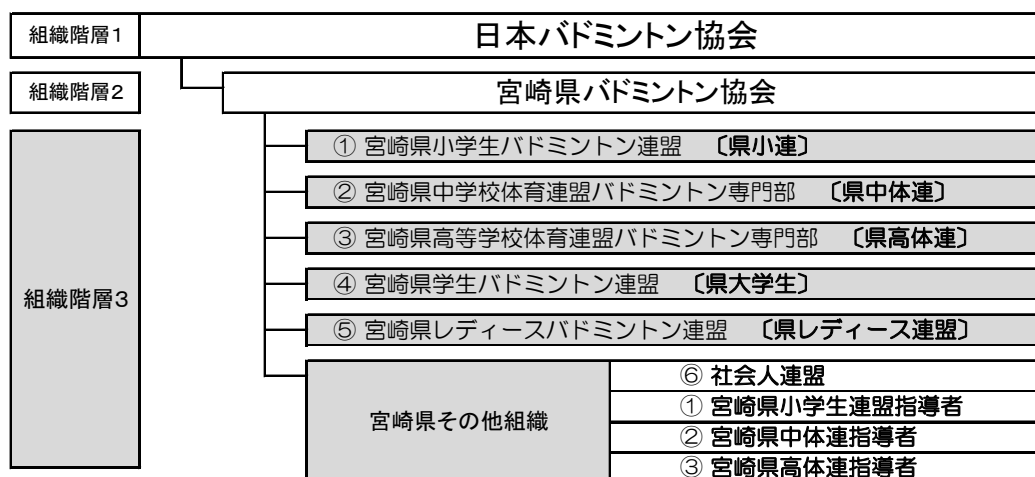 組織階層1
日本バドミントン協会
組織階層2
宮崎県バドミントン協会
組織階層3
① 宮崎県小学生バドミントン連盟 〔県小連〕
② 宮崎県中学校体育連盟バドミントン専門部 〔県中体連〕
③ 宮崎県高等学校体育連盟バドミントン専門部 〔県高体連〕
④ 宮崎県学生バドミントン連盟 〔県大学生〕
⑤ 宮崎県レディースバドミントン連盟 〔県レディース連盟〕
宮崎県その他組織
⑥ 社会人連盟
① 宮崎県小学生連盟指導者
② 宮崎県中体連指導者
③ 宮崎県高体連指導者